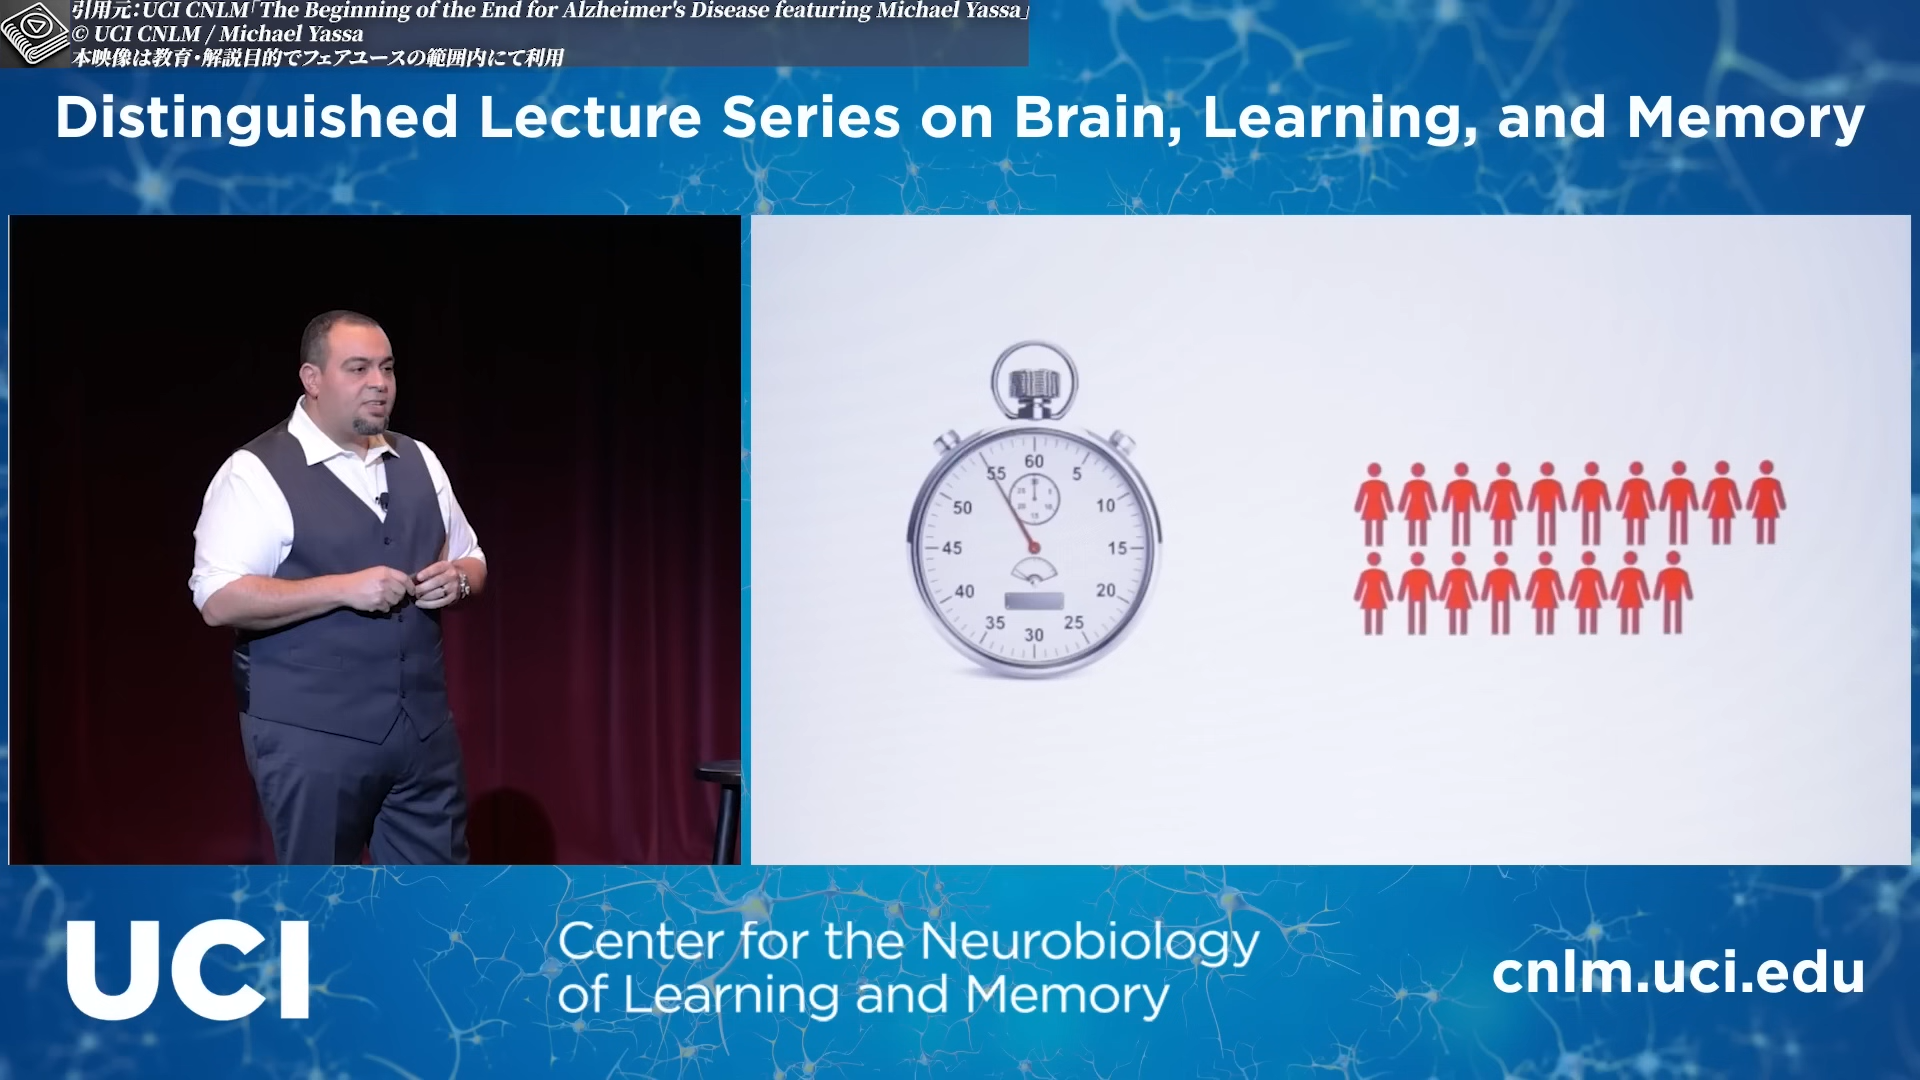 引用元：UCI CNLM「The Beginning of the End for Alzheimer's Disease featuring Michael Yassa」
© UCI CNLM / Michael Yassa
本映像は教育・解説目的でフェアユースの範囲内にて利用
Distinguished Lecture Series on Brain, Learning, and Memory
60
55
5
50
10
45
15
40
20
35
25
30
UCI
Center for the Neurobiology
of Learning and Memory
cnlm.uci.edu